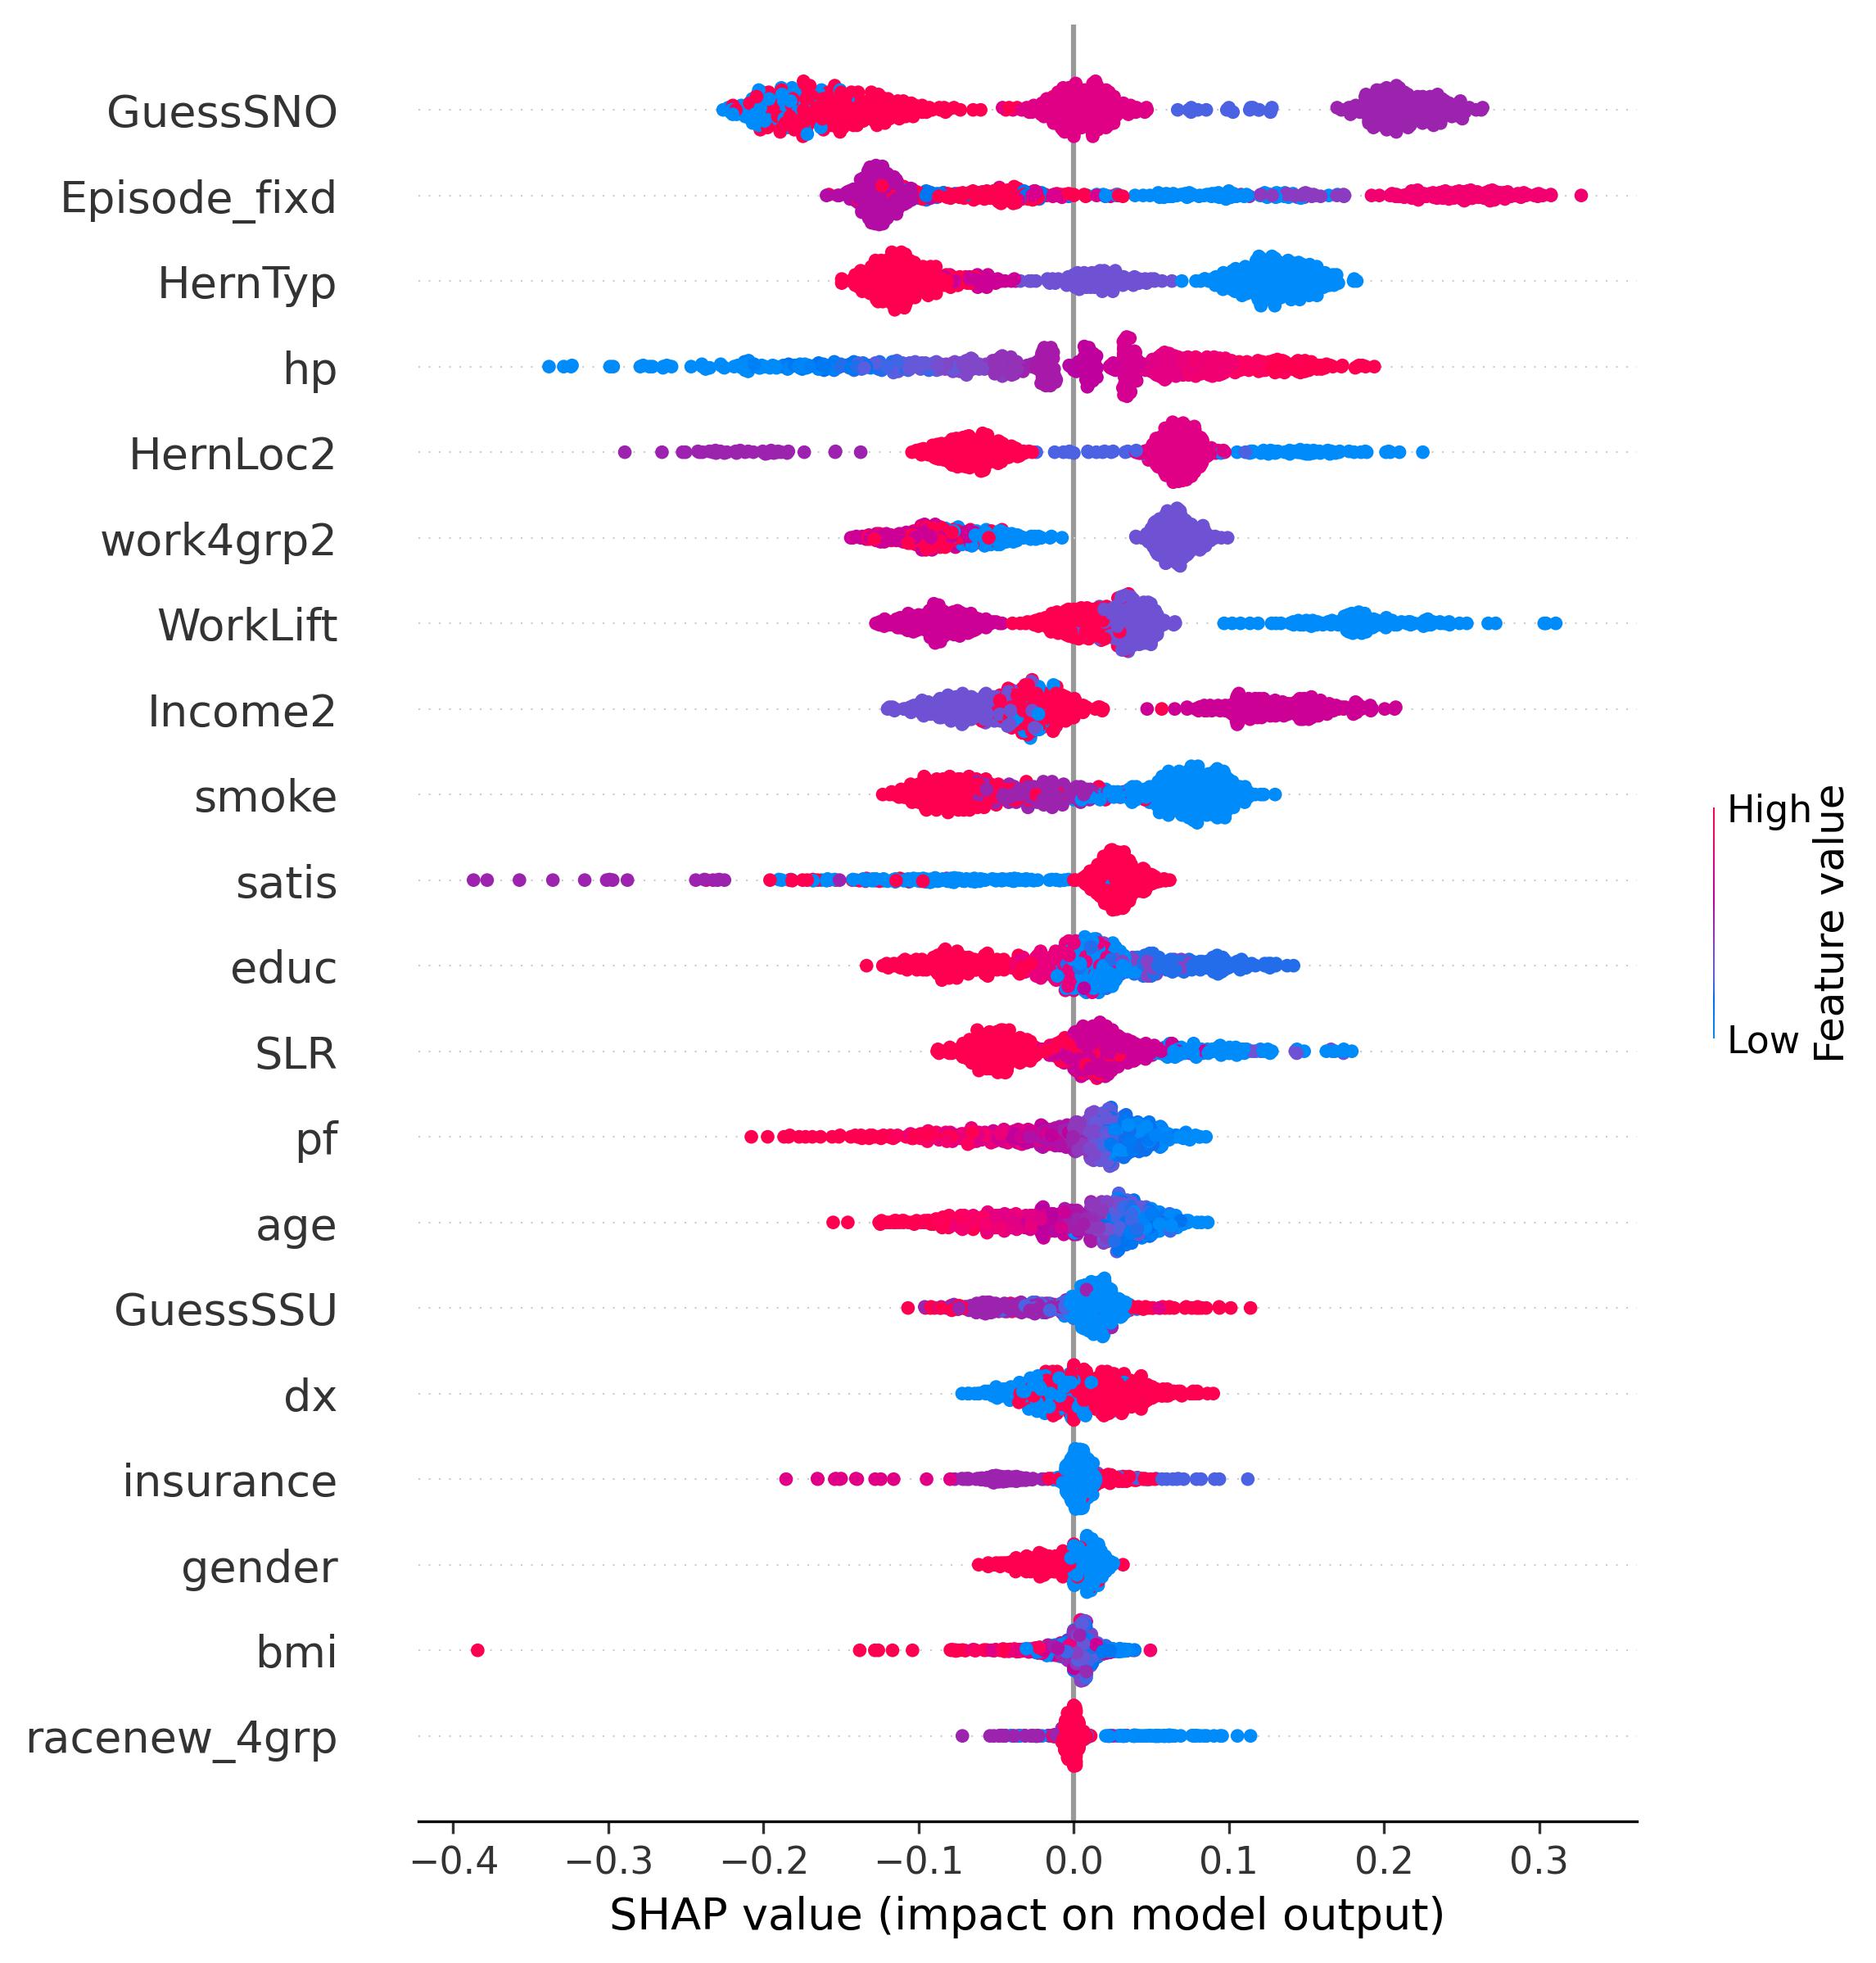 GuessSNO
Episode_fixd
HernTyp
hp
HernLoc2
work4grp2
WorkLift
Income2
smoke
satis
educ
SLR
pf
age
GuessSSU
dx
insurance
gender
bmi
racenew_4grp
−0.4 −0.3 −0.2 −0.1 0.0 0.1 0.2 0.3
SHAP value (impact on model output)
High
Low
Feature value